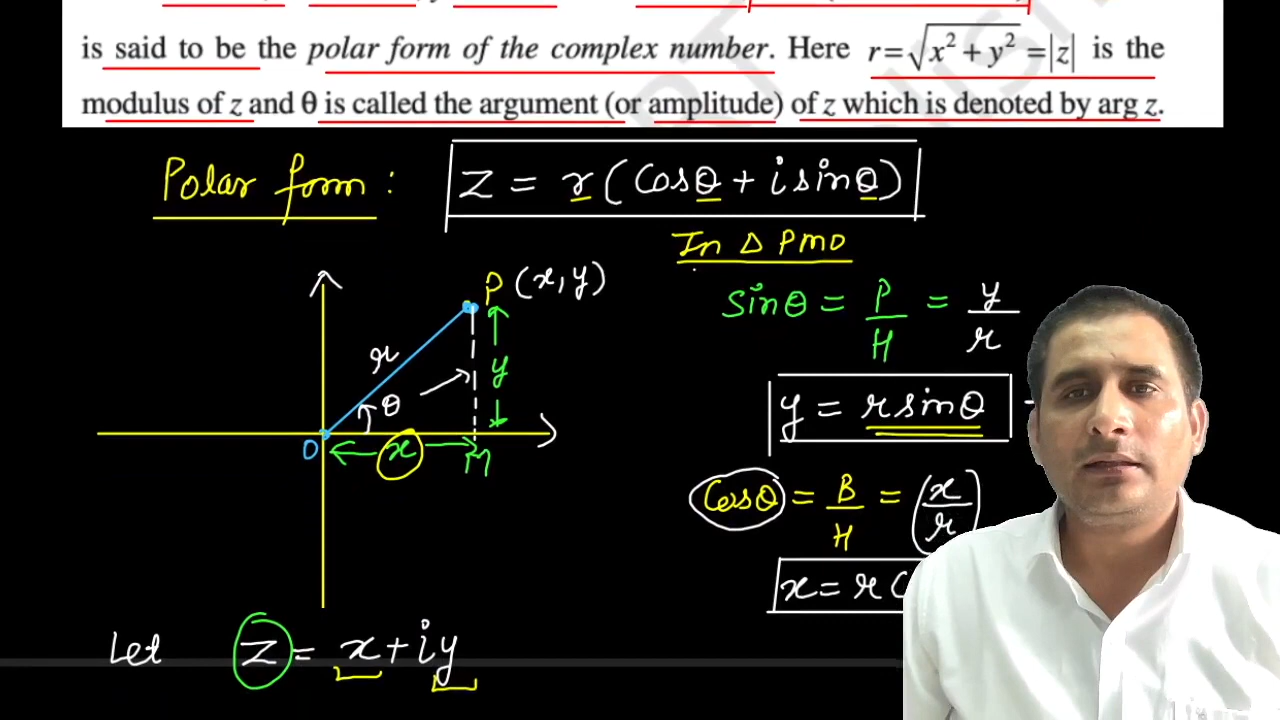 is said to be the polar form of the complex number. Here r=√x²+y² =|z| is the
modulus of z and θ is called the argument (or amplitude) of z which is denoted by arg z.
Polar form : z = r (Cosθ + i sinθ)
In Δ PMO
P (x, y)
sinθ = P/H = y/r
r
y
θ
y = r sinθ
O
x
M
Cosθ = B/H = (x/r)
x = r C
Let z = x + iy